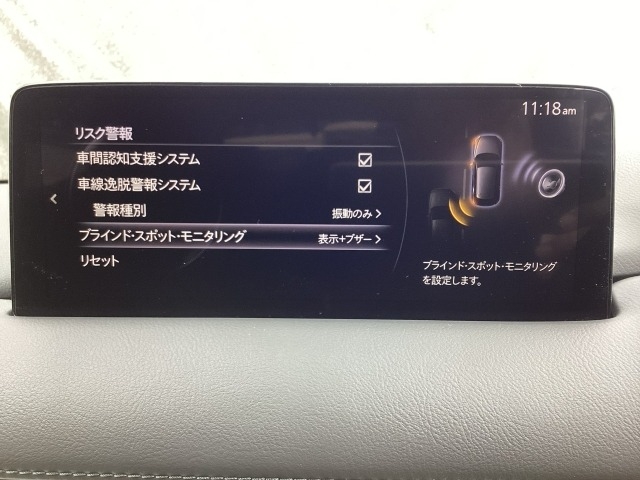 11:18am
リスク警報
車間認知支援システム
車線逸脱警報システム
警報種別 振動のみ
ブラインド・スポット・モニタリング 表示+ブザー
リセット
ブラインド・スポット・モニタリング
を設定します。